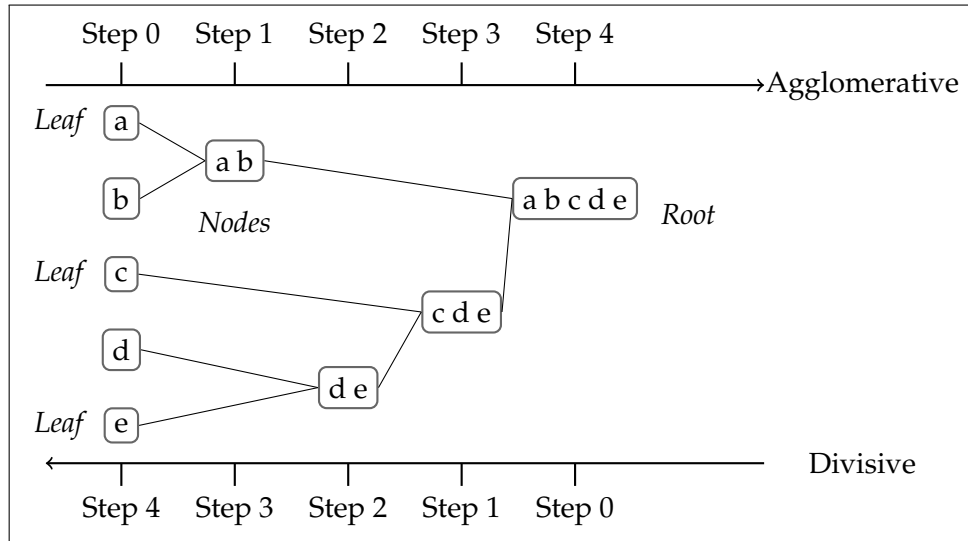 Step 0 Step 1 Step 2 Step 3 Step 4
Agglomerative
Leaf a
a b
b
a b c d e
Nodes
Root
Leaf c
c d e
d
d e
Leaf e
Divisive
Step 4 Step 3 Step 2 Step 1 Step 0